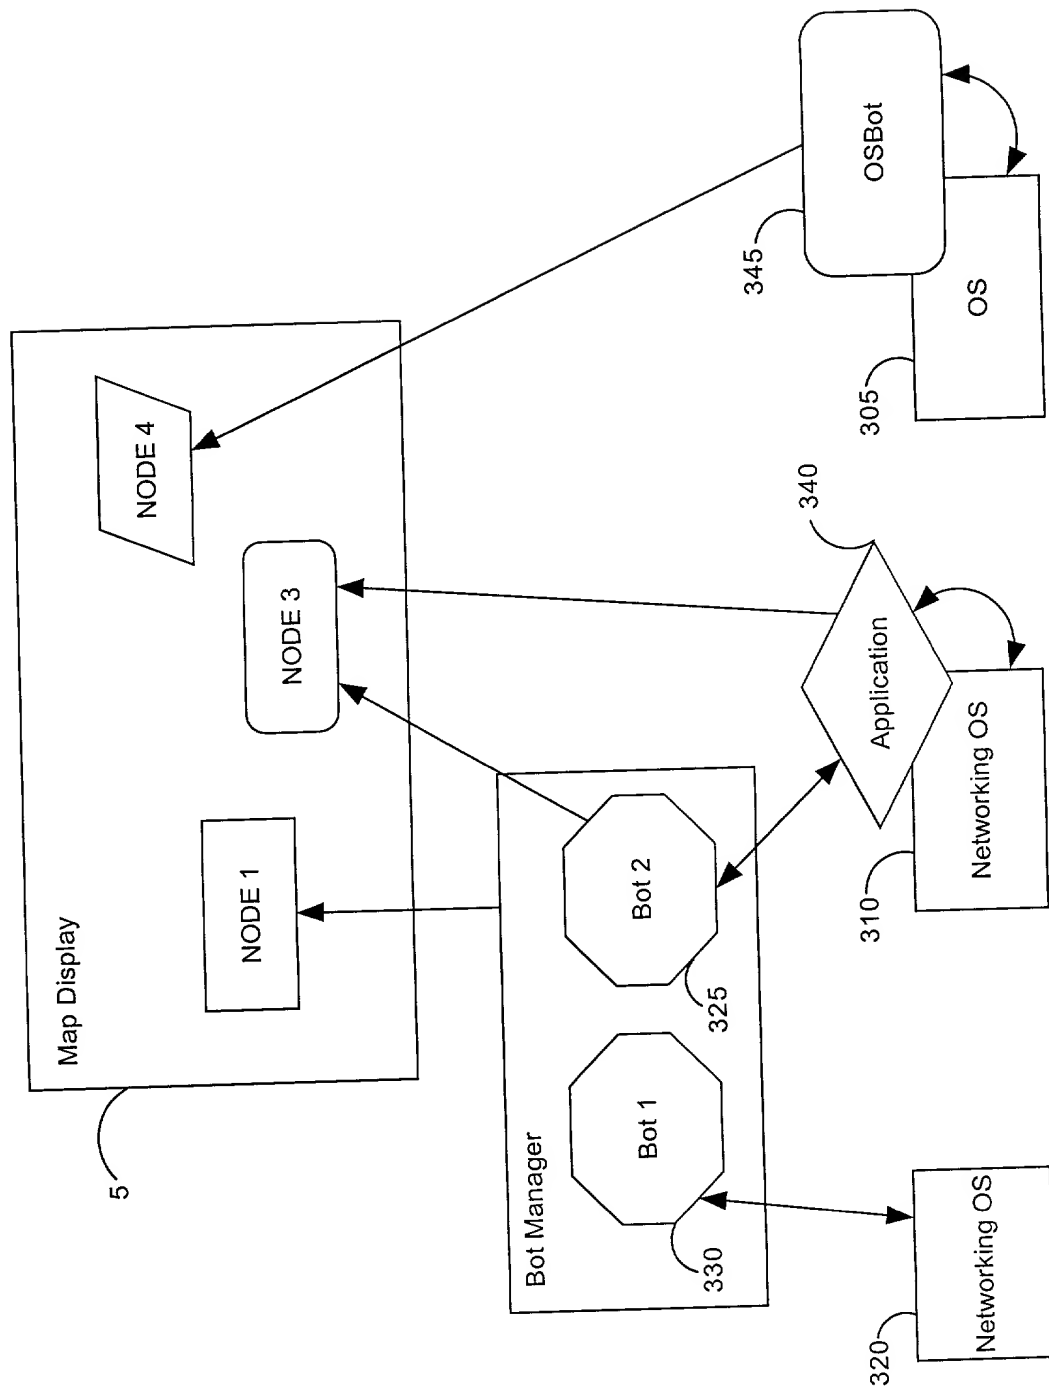 5
Map Display
NODE 1
NODE 3
NODE 4
Bot Manager
Bot 1
Bot 2
330
325
340
Application
320
Networking OS
310
Networking OS
345
OSBot
305
OS